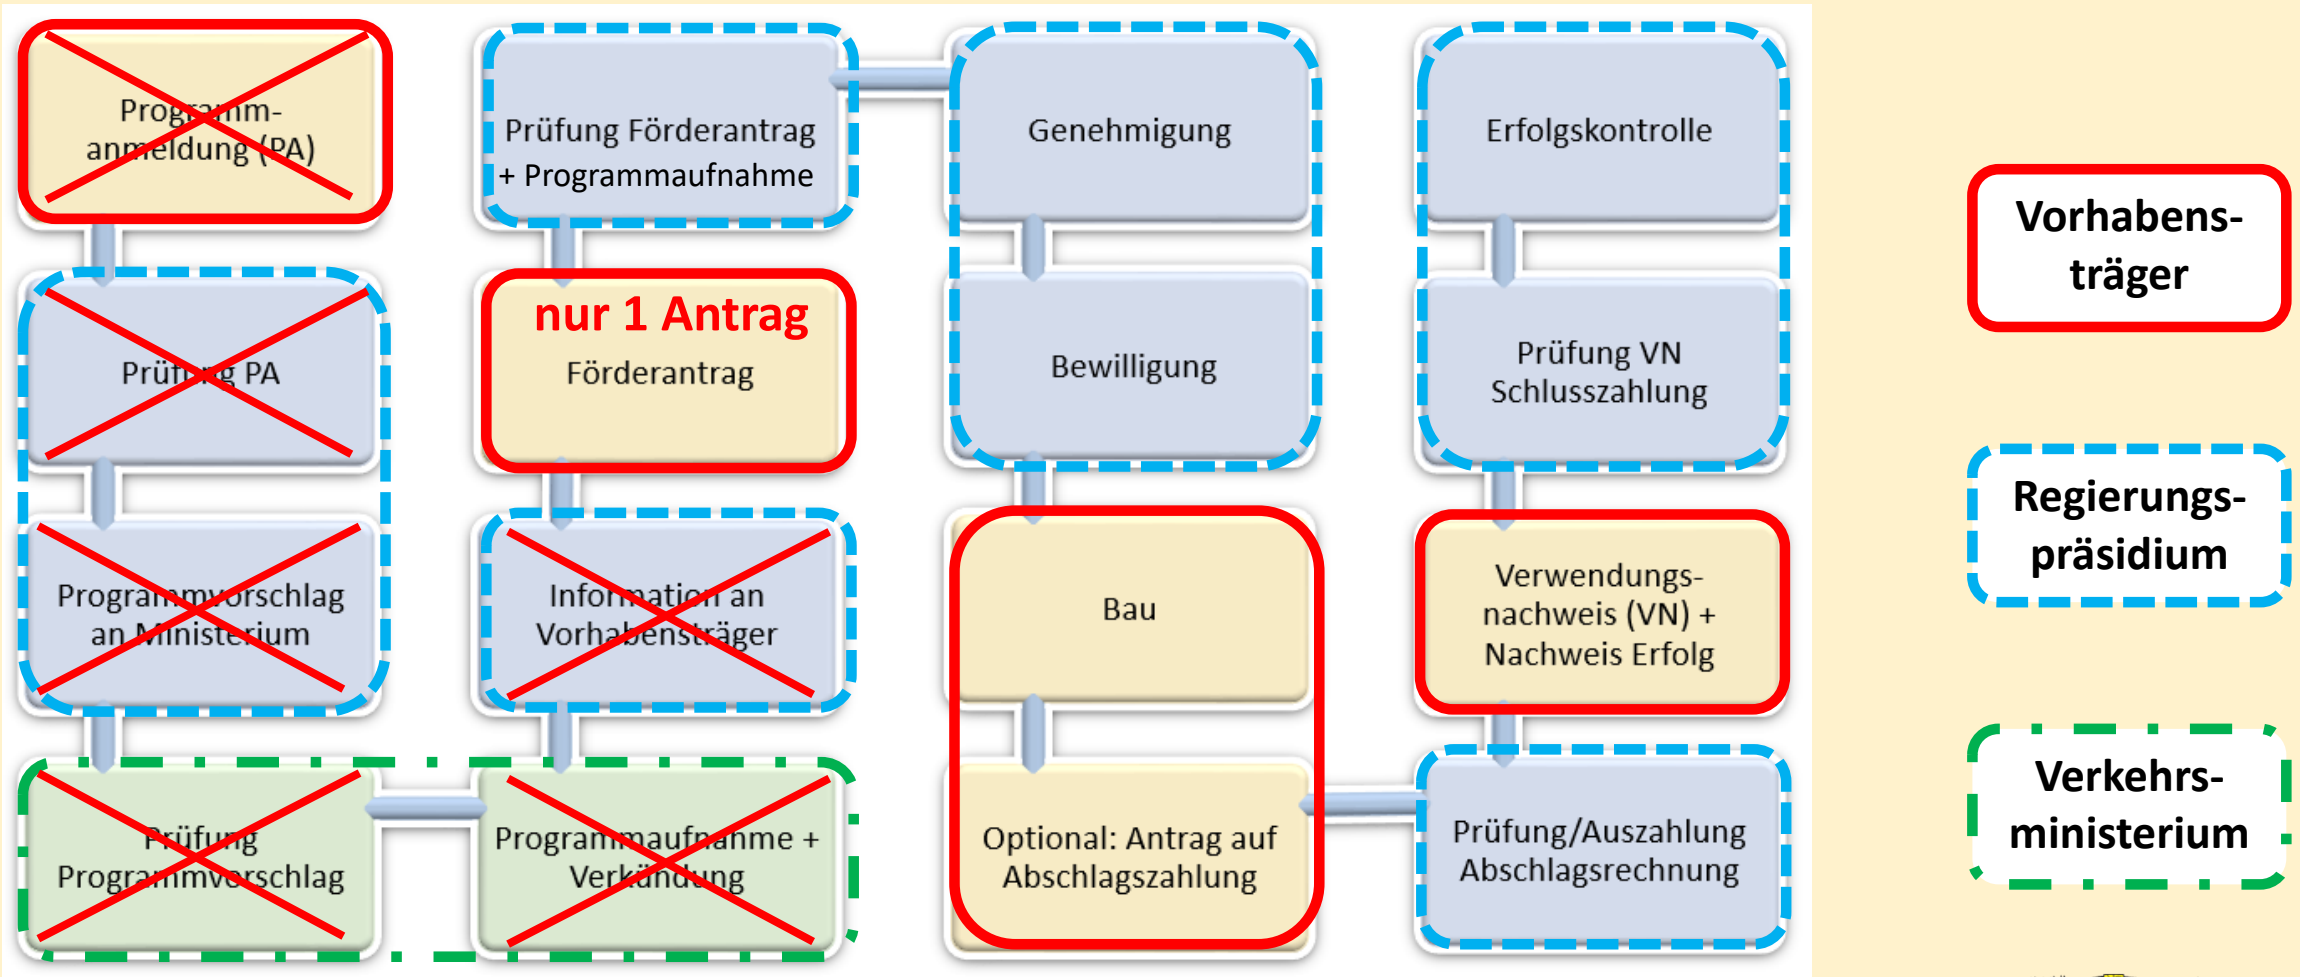 Programm-
anmeldung (PA)
Prüfung PA
Programmvorschlag
an Ministerium
Prüfung
Programmvorschlag
Prüfung Förderantrag
+ Programmaufnahme
nur 1 Antrag
Förderantrag
Information an
Vorhabensträger
Programmaufnahme +
Verkündung
Genehmigung
Bewilligung
Bau
Optional: Antrag auf
Abschlagszahlung
Erfolgskontrolle
Prüfung VN
Schlusszahlung
Verwendungs-
nachweis (VN) +
Nachweis Erfolg
Prüfung/Auszahlung
Abschlagsrechnung
Vorhabens-
träger
Regierungs-
präsidium
Verkehrs-
ministerium